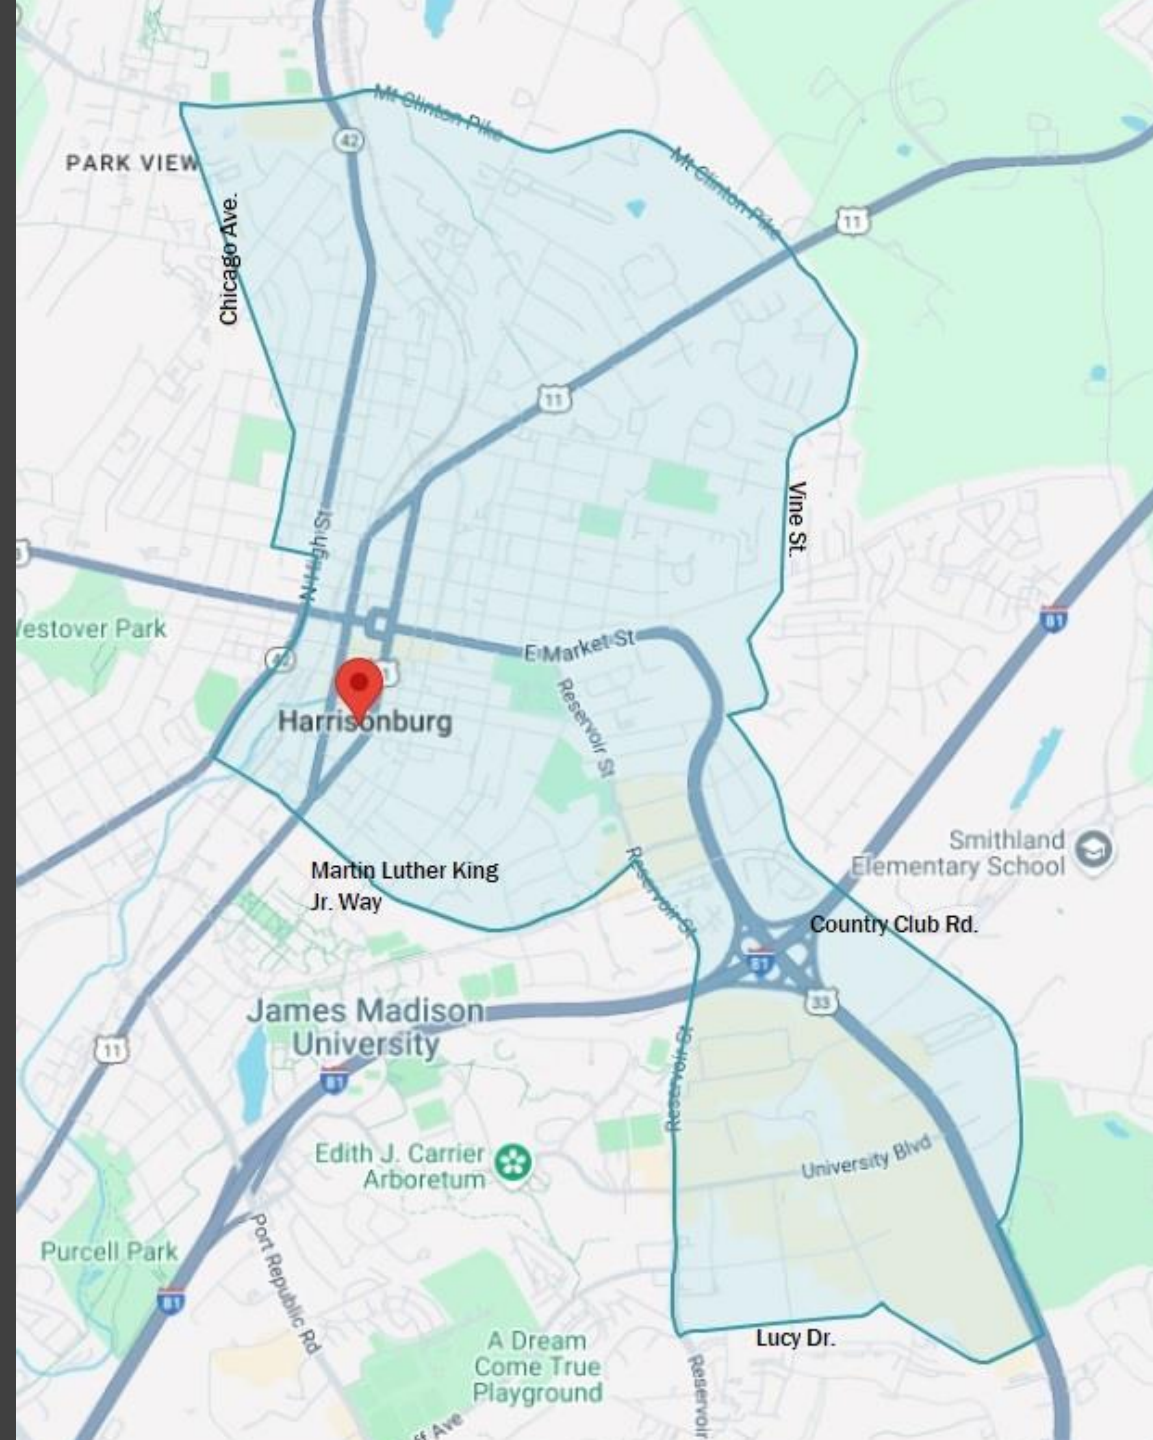 Mt Clinton Pike
42
PARK VIEW
Mt Clinton Pike
Chicago Ave.
11
11
Vine St.
N High St
Westover Park
E Market St
81
42
Reservoir St
Harrisonburg
Smithland
Elementary School
Martin Luther King
Jr. Way
Reservoir St
Country Club Rd.
81
33
James Madison
University
11
81
Reservoir St
Edith J. Carrier
Arboretum
University Blvd
Purcell Park
Port Republic Rd
81
A Dream
Come True
Playground
Lucy Dr.
Reservoir
ff Ave